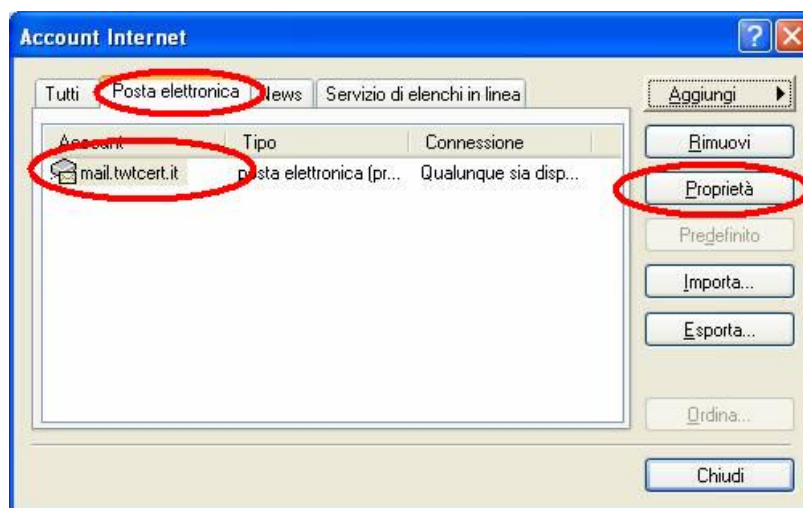 Account Internet
Tutti Posta elettronica News Servizio di elenchi in linea
Account Tipo Connessione
mail.twtcert.it posta elettronica (pr... Qualunque sia disp...
Aggiungi
Rimuovi
Proprietà
Predefinito
Importa...
Esporta...
Ordina...
Chiudi